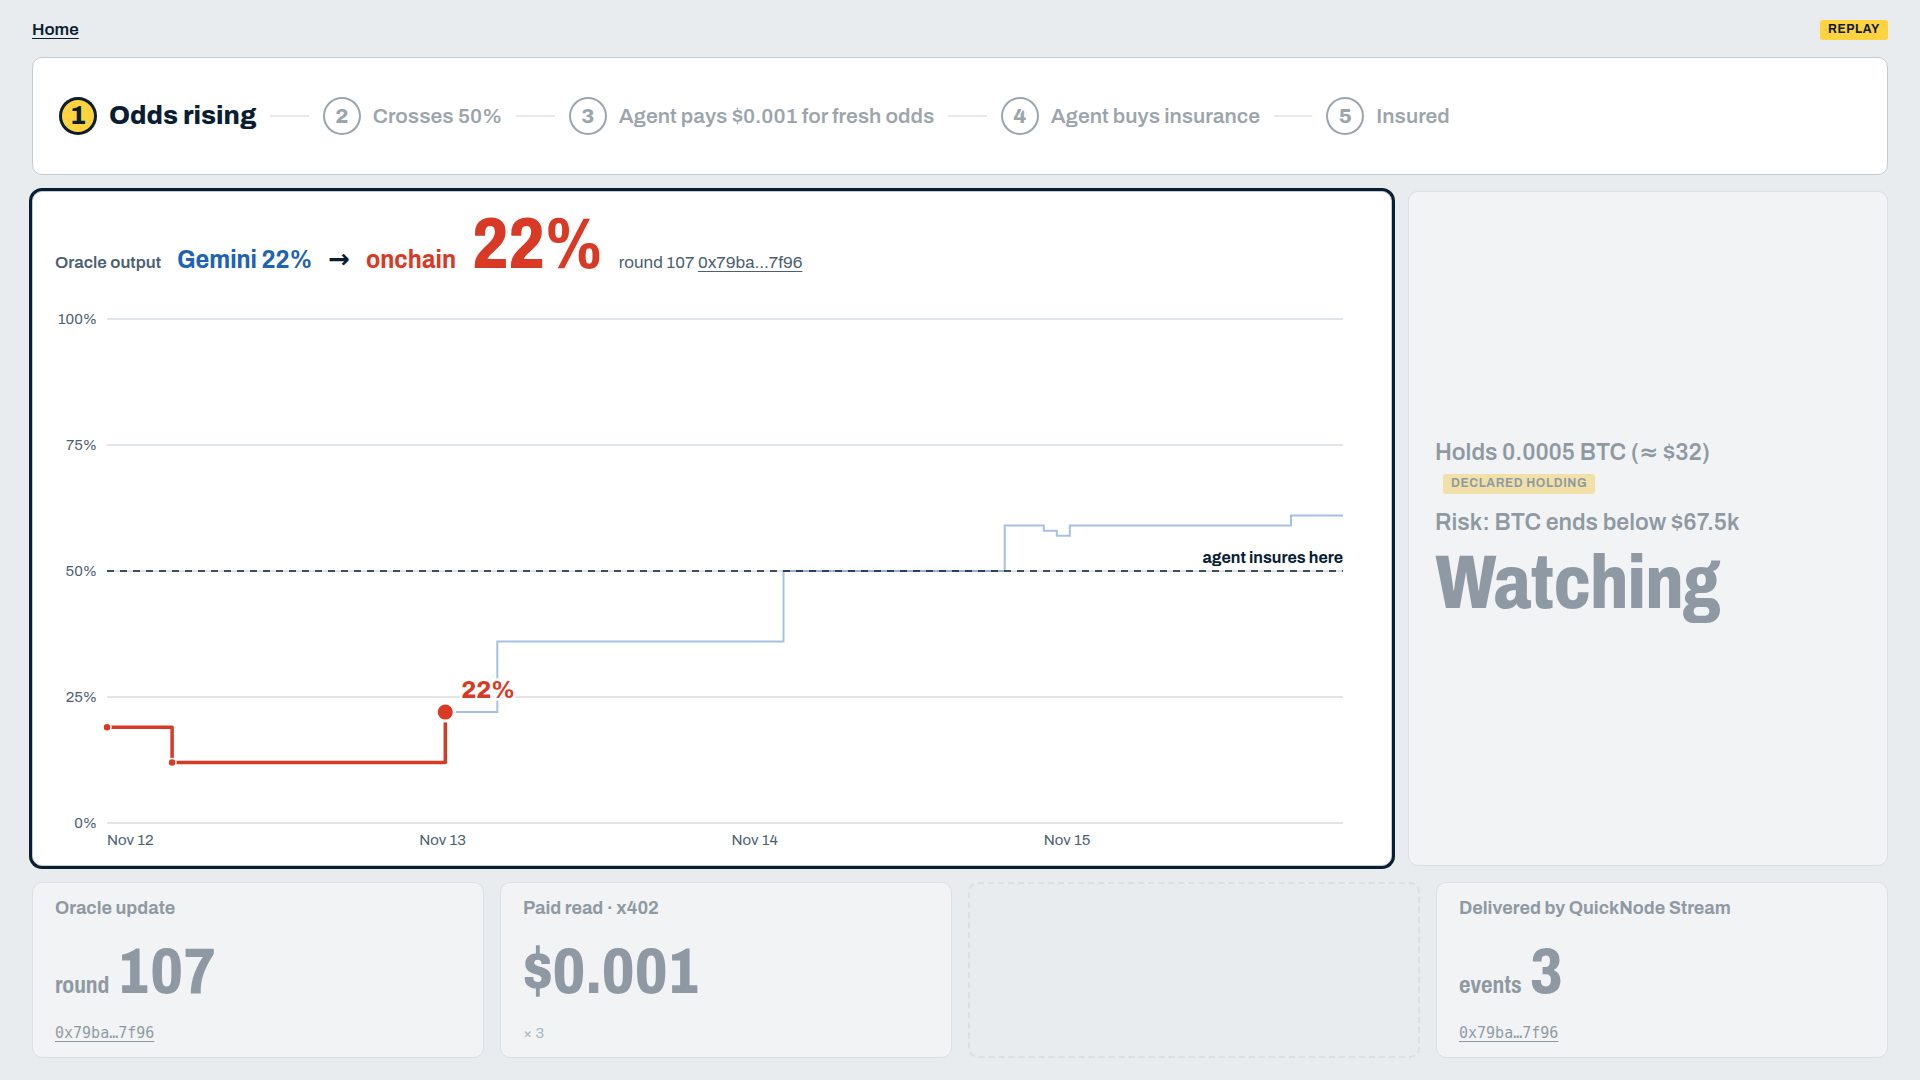 Home
REPLAY
1 Odds rising
2 Crosses 50%
3 Agent pays $0.001 for fresh odds
4 Agent buys insurance
5 Insured
Oracle output Gemini 22% → onchain 22% round 107 0x79ba…7f96
100%
75%
50%
25%
0%
agent insures here
22%
Nov 12
Nov 13
Nov 14
Nov 15
Holds 0.0005 BTC (≈ $32)
DECLARED HOLDING
Risk: BTC ends below $67.5k
Watching
Oracle update
round 107
0x79ba…7f96
Paid read · x402
$0.001
× 3
Delivered by QuickNode Stream
events 3
0x79ba…7f96